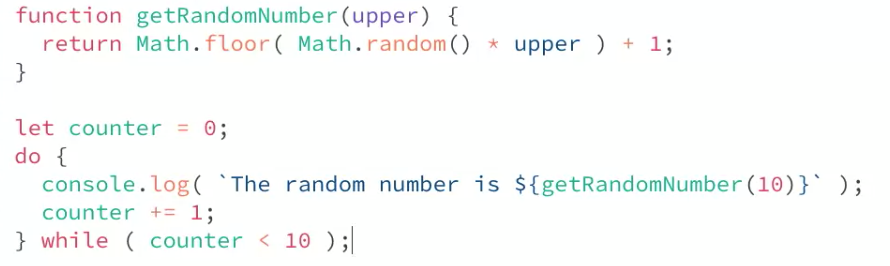 function getRandomNumber(upper) {
  return Math.floor( Math.random() * upper ) + 1;
}

let counter = 0;
do {
  console.log( `The random number is ${getRandomNumber(10)}` );
  counter += 1;
} while ( counter < 10 );